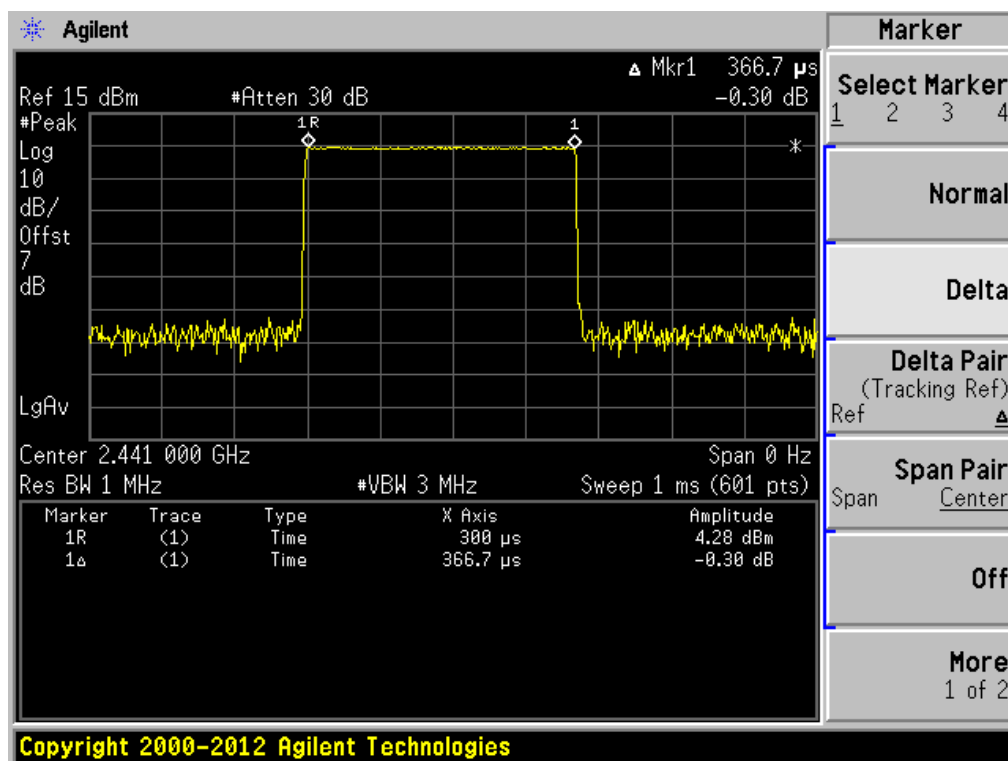 Agilent
Marker
Δ Mkr1 366.7 µs
Ref 15 dBm #Atten 30 dB -0.30 dB
#Peak
Log
10
dB/
Offst
7
dB
LgAv
1R
1
Center 2.441 000 GHz Span 0 Hz
Res BW 1 MHz #VBW 3 MHz Sweep 1 ms (601 pts)
Marker Trace Type X Axis Amplitude
1R (1) Time 300 µs 4.28 dBm
1Δ (1) Time 366.7 µs -0.30 dB
Select Marker
1 2 3 4
Normal
Delta
Delta Pair
(Tracking Ref)
Ref Δ
Span Pair
Span Center
Off
More
1 of 2
Copyright 2000-2012 Agilent Technologies